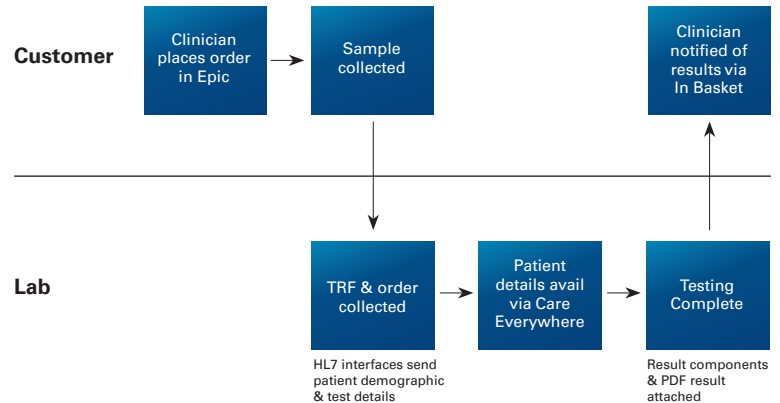 Customer
Clinician
places order
in Epic
Sample
collected
Clinician
notified of
results via
In Basket
Lab
TRF & order
collected
Patient
details avail
via Care
Everywhere
Testing
Complete
HL7 interfaces send
patient demographic
& test details
Result components
& PDF result
attached